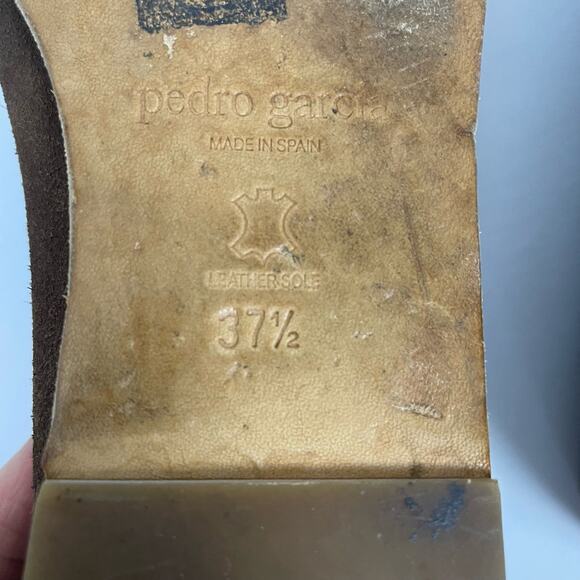 pedro garcia
MADE IN SPAIN
LEATHER SOLE
37½